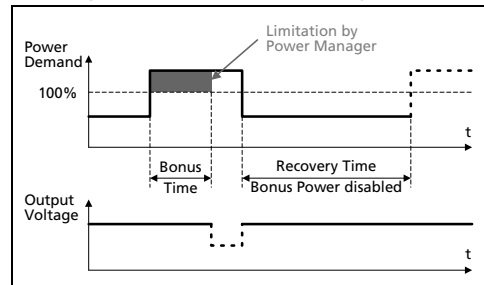 Limitation by
Power Manager
Power
Demand
100%
t
Bonus
Time
Recovery Time
Bonus Power disabled
Output
Voltage
t